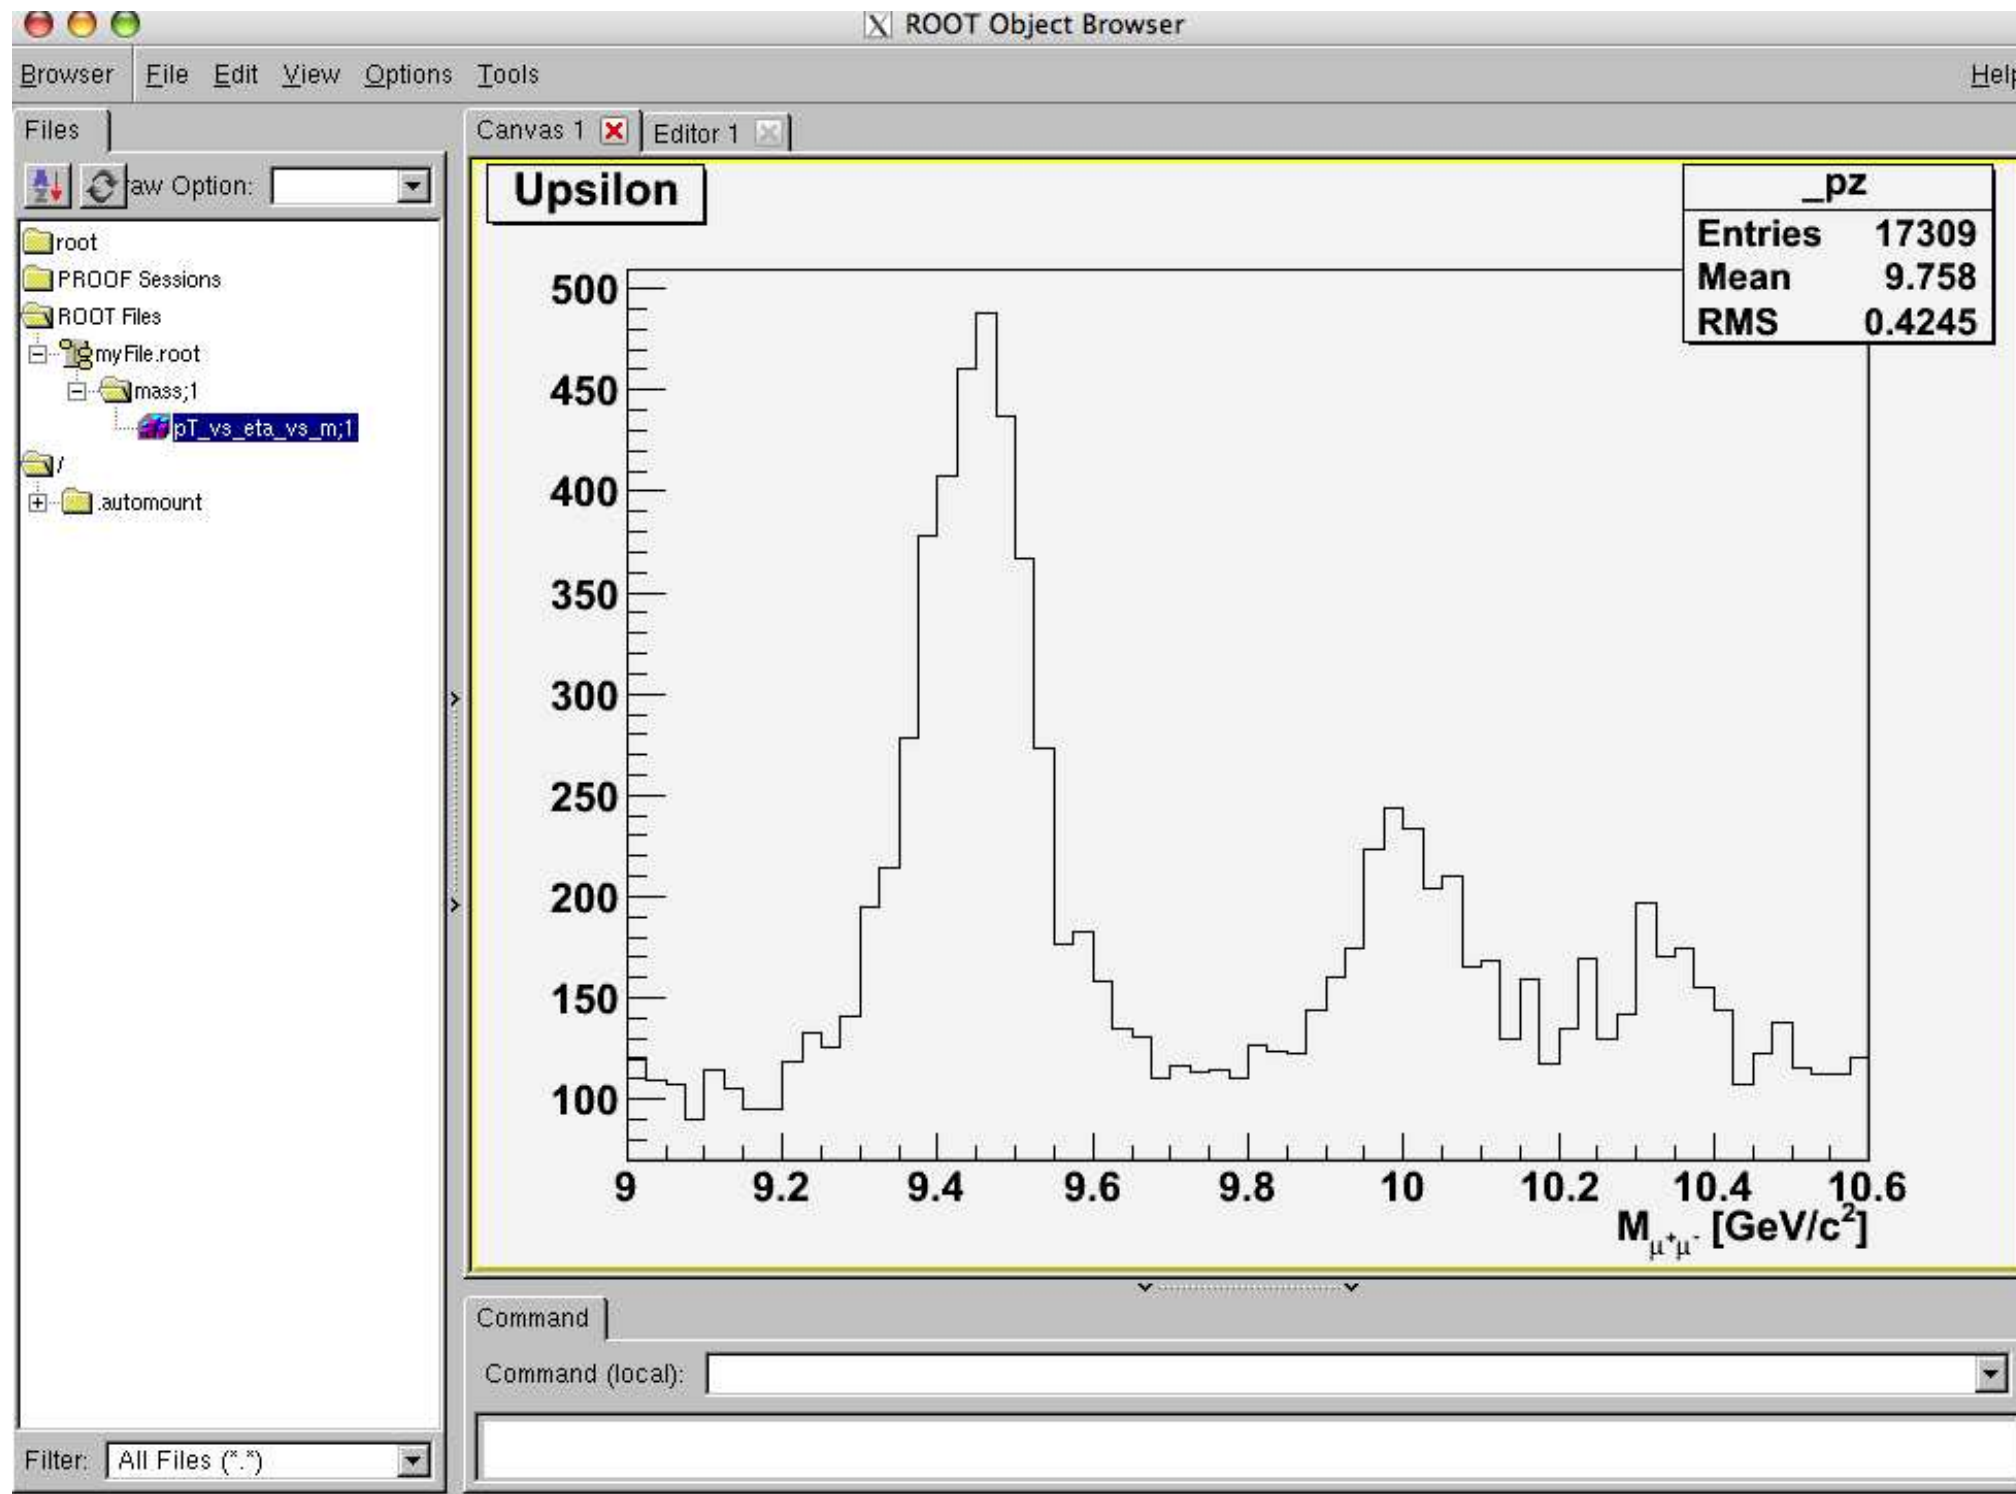 ROOT Object Browser
Browser File Edit View Options Tools Help
Files
Canvas 1 Editor 1
raw Option:
root
PROOF Sessions
ROOT Files
myFile.root
mass;1
pT_vs_eta_vs_m;1
/
.automount
Filter: All Files (*.*)
Upsilon
_pz
Entries 17309
Mean 9.758
RMS 0.4245
500
450
400
350
300
250
200
150
100
9 9.2 9.4 9.6 9.8 10 10.2 10.4 10.6
M_{μ⁺μ⁻} [GeV/c²]
Command
Command (local):